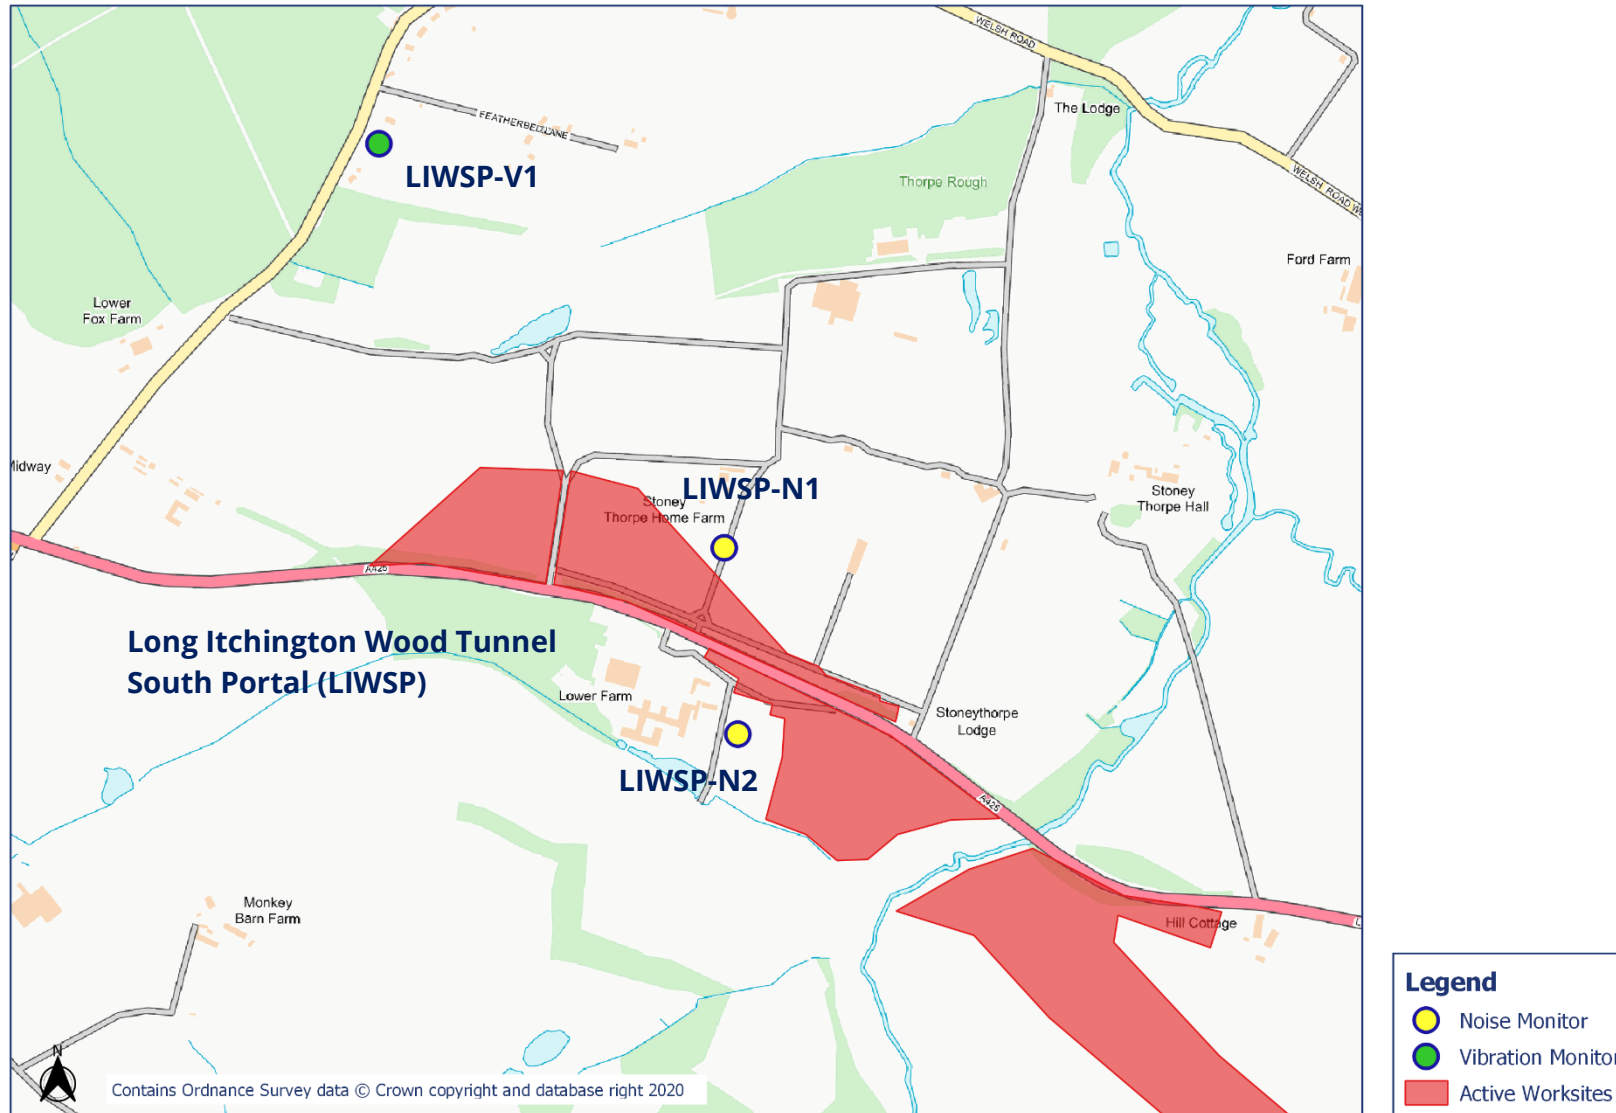 WELSH ROAD
The Lodge
FEATHERBED LANE
LIWSP-V1
Thorpe Rough
WELSH ROAD W
Ford Farm
Lower
Fox Farm
Midway
LIWSP-N1
Stoney
Thorpe Home Farm
Stoney
Thorpe Hall
A425
Long Itchington Wood Tunnel
South Portal (LIWSP)
Lower Farm
Stoneythorpe
Lodge
LIWSP-N2
A425
Monkey
Barn Farm
Hill Cottage
L
N
Contains Ordnance Survey data © Crown copyright and database right 2020
Legend
Noise Monitor
Vibration Monitor
Active Worksites